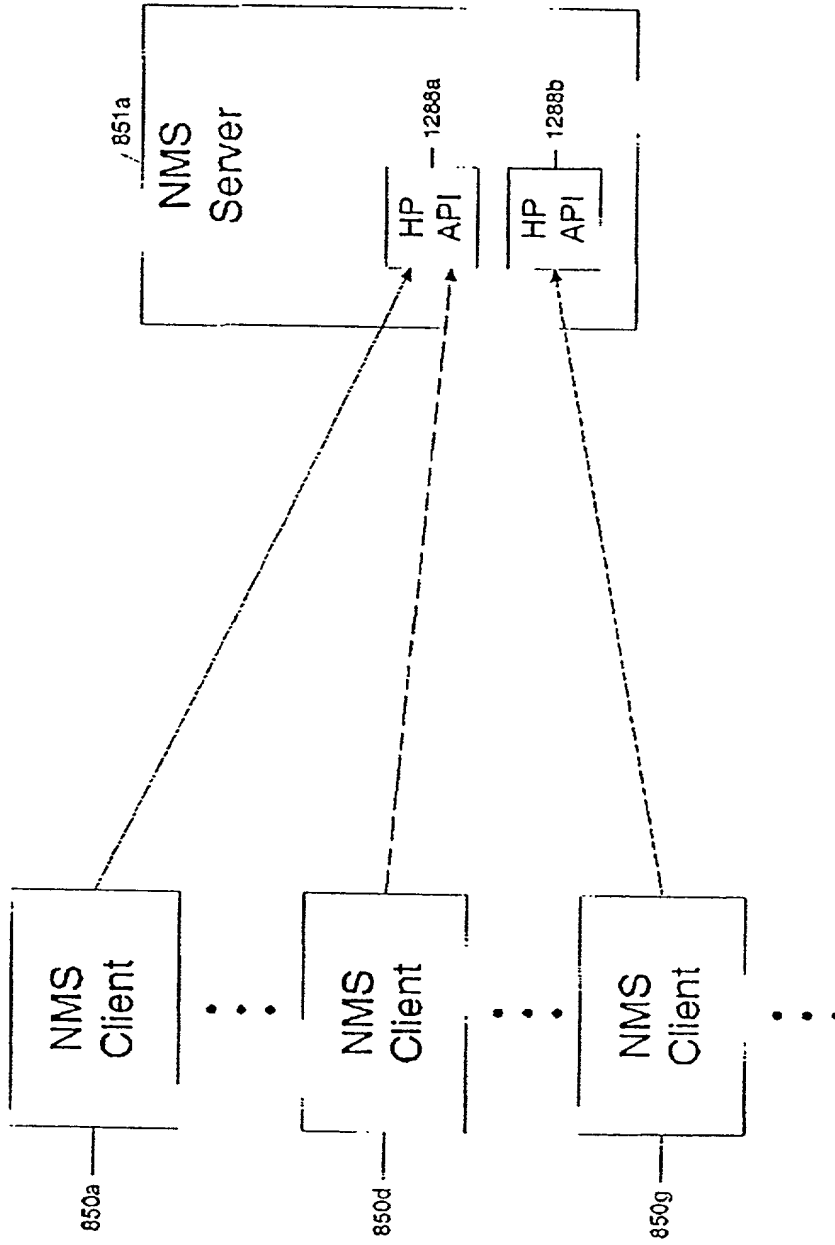 851a
NMS
Server
HP
API
1288a
HP
API
1288b
NMS
Client
850a
NMS
Client
850d
NMS
Client
850g